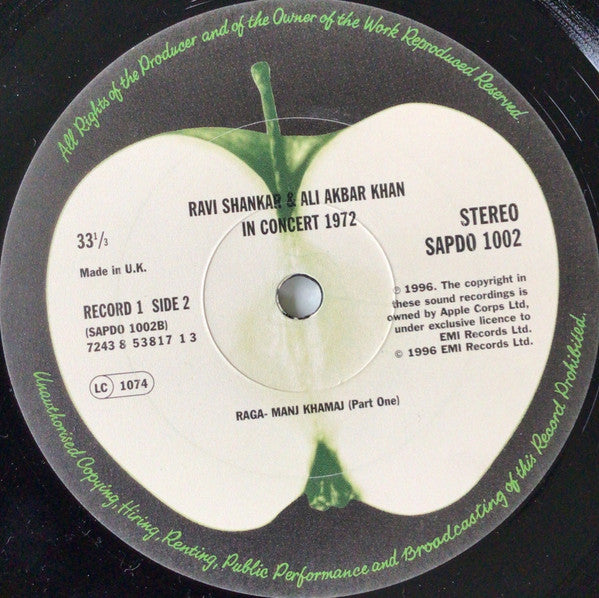 All Rights of the Producer and of the Owner of the Work Reproduced Reserved.
RAVI SHANKAR & ALI AKBAR KHAN
IN CONCERT 1972
33 1/3
Made in U.K.
RECORD 1 SIDE 2
(SAPDO 1002B)
7243 8 53817 1 3
LC 1074
STEREO
SAPDO 1002
℗ 1996. The copyright in
these sound recordings is
owned by Apple Corps Ltd,
under exclusive licence to
EMI Records Ltd.
© 1996 EMI Records Ltd.
RAGA- MANJ KHAMAJ (Part One)
Unauthorised Copying, Hiring, Renting, Public Performance and Broadcasting of this Record Prohibited.